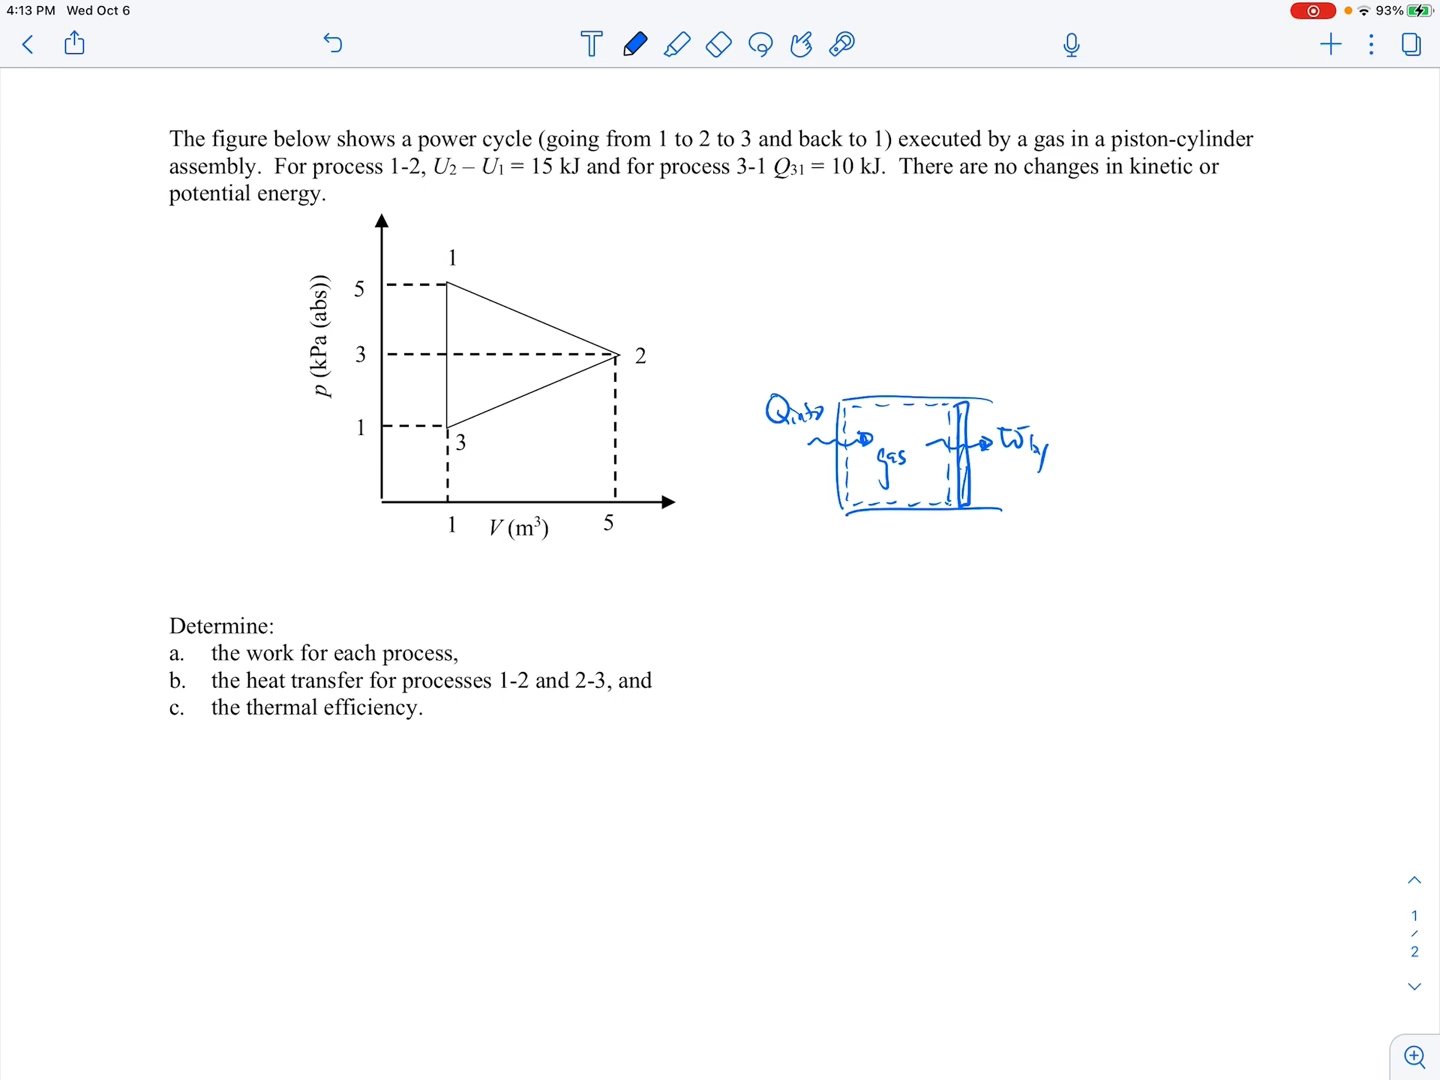 4:13 PM Wed Oct 6
93%
The figure below shows a power cycle (going from 1 to 2 to 3 and back to 1) executed by a gas in a piston-cylinder
assembly. For process 1-2, U2 – U1 = 15 kJ and for process 3-1 Q31 = 10 kJ. There are no changes in kinetic or
potential energy.
p (kPa (abs))
1
5
3
2
1
3
1 V (m³) 5
Qinto
gas
Wby
Determine:
a. the work for each process,
b. the heat transfer for processes 1-2 and 2-3, and
c. the thermal efficiency.
1
/
2